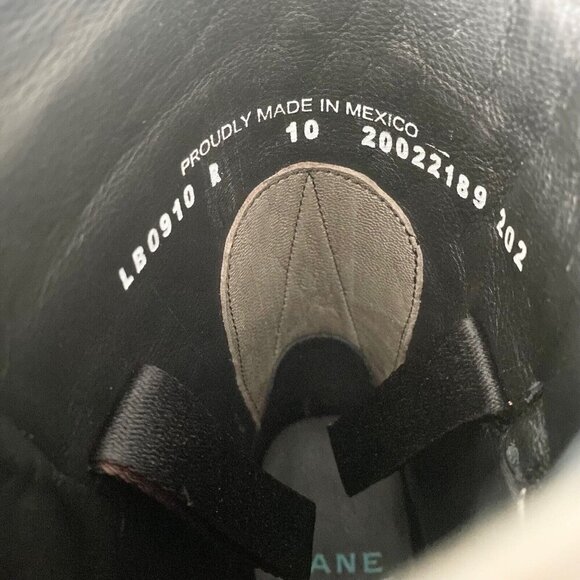 PROUDLY MADE IN MEXICO
LB0910 R 10 20022189 202
ANE